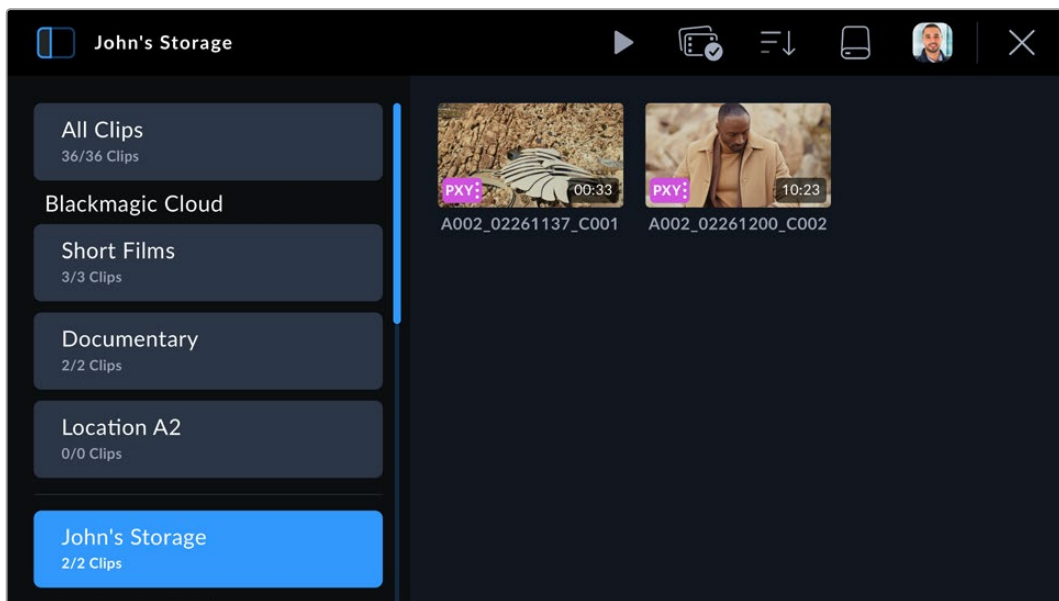 John's Storage
All Clips
36/36 Clips
Blackmagic Cloud
Short Films
3/3 Clips
Documentary
2/2 Clips
Location A2
0/0 Clips
John's Storage
2/2 Clips
PXY 00:33
A002_02261137_C001
PXY 10:23
A002_02261200_C002